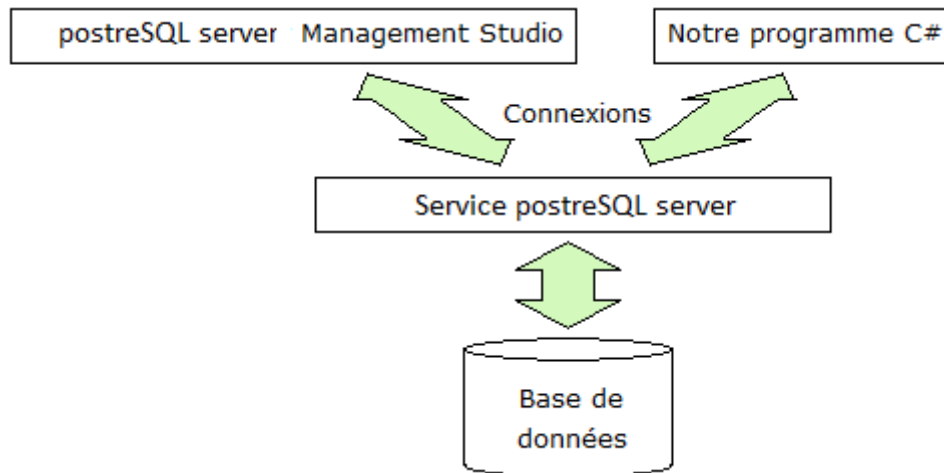 postreSQL server Management Studio
Notre programme C#
Connexions
Service postreSQL server
Base de
données